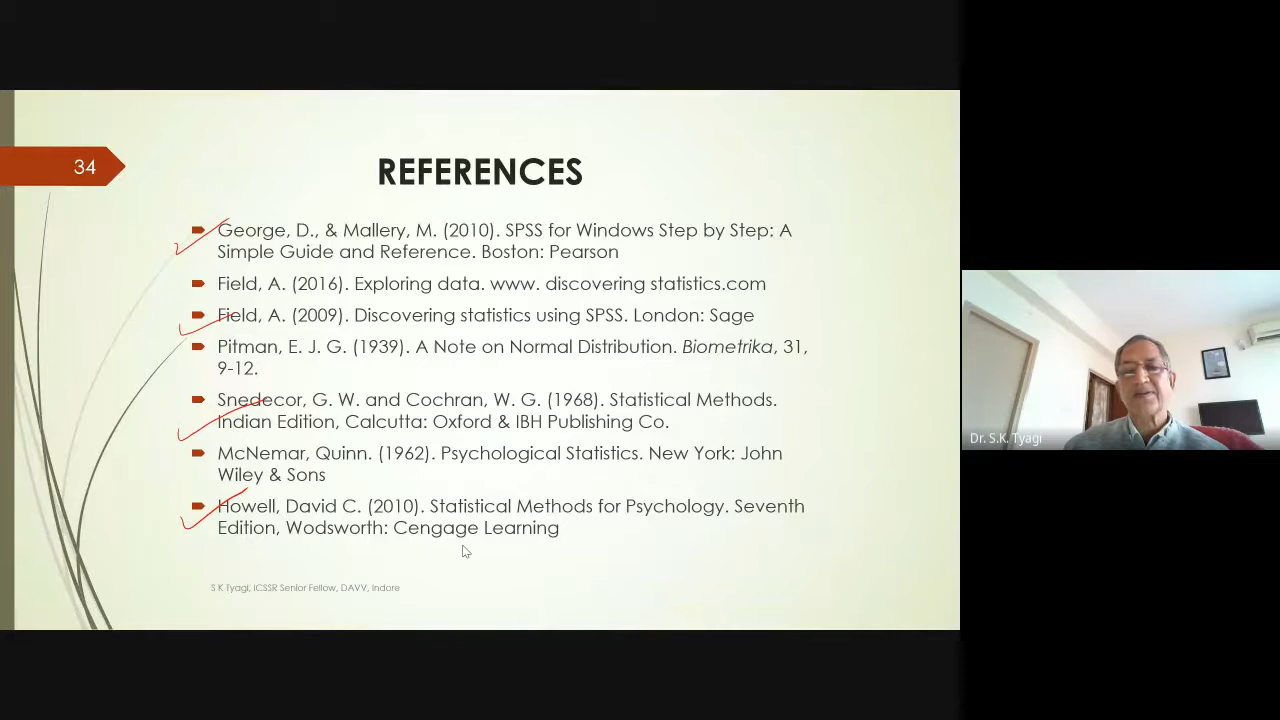 34
REFERENCES
George, D., & Mallery, M. (2010). SPSS for Windows Step by Step: A
Simple Guide and Reference. Boston: Pearson
Field, A. (2016). Exploring data. www. discovering statistics.com
Field, A. (2009). Discovering statistics using SPSS. London: Sage
Pitman, E. J. G. (1939). A Note on Normal Distribution. Biometrika, 31,
9-12.
Snedecor, G. W. and Cochran, W. G. (1968). Statistical Methods.
Indian Edition, Calcutta: Oxford & IBH Publishing Co.
McNemar, Quinn. (1962). Psychological Statistics. New York: John
Wiley & Sons
Howell, David C. (2010). Statistical Methods for Psychology. Seventh
Edition, Wodsworth: Cengage Learning
S K Tyagi, ICSSR Senior Fellow, DAVV, Indore
Dr. S.K. Tyagi